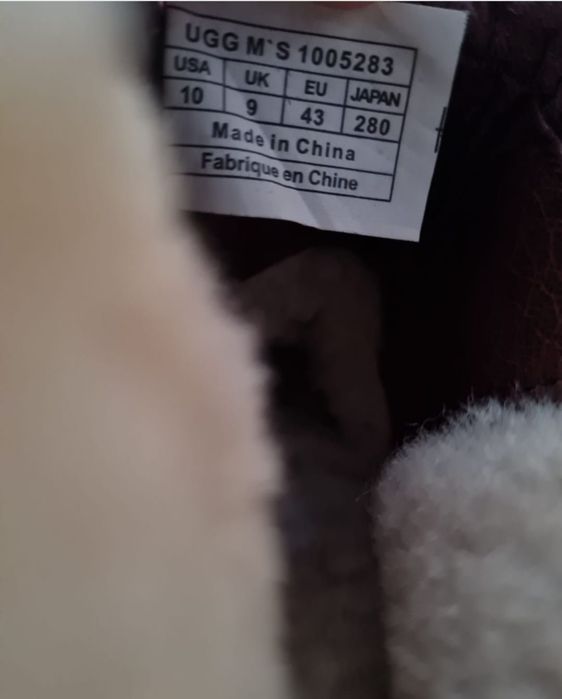 UGG M`S 1005283
USA UK EU JAPAN
10 9 43 280
Made in China
Fabrique en Chine